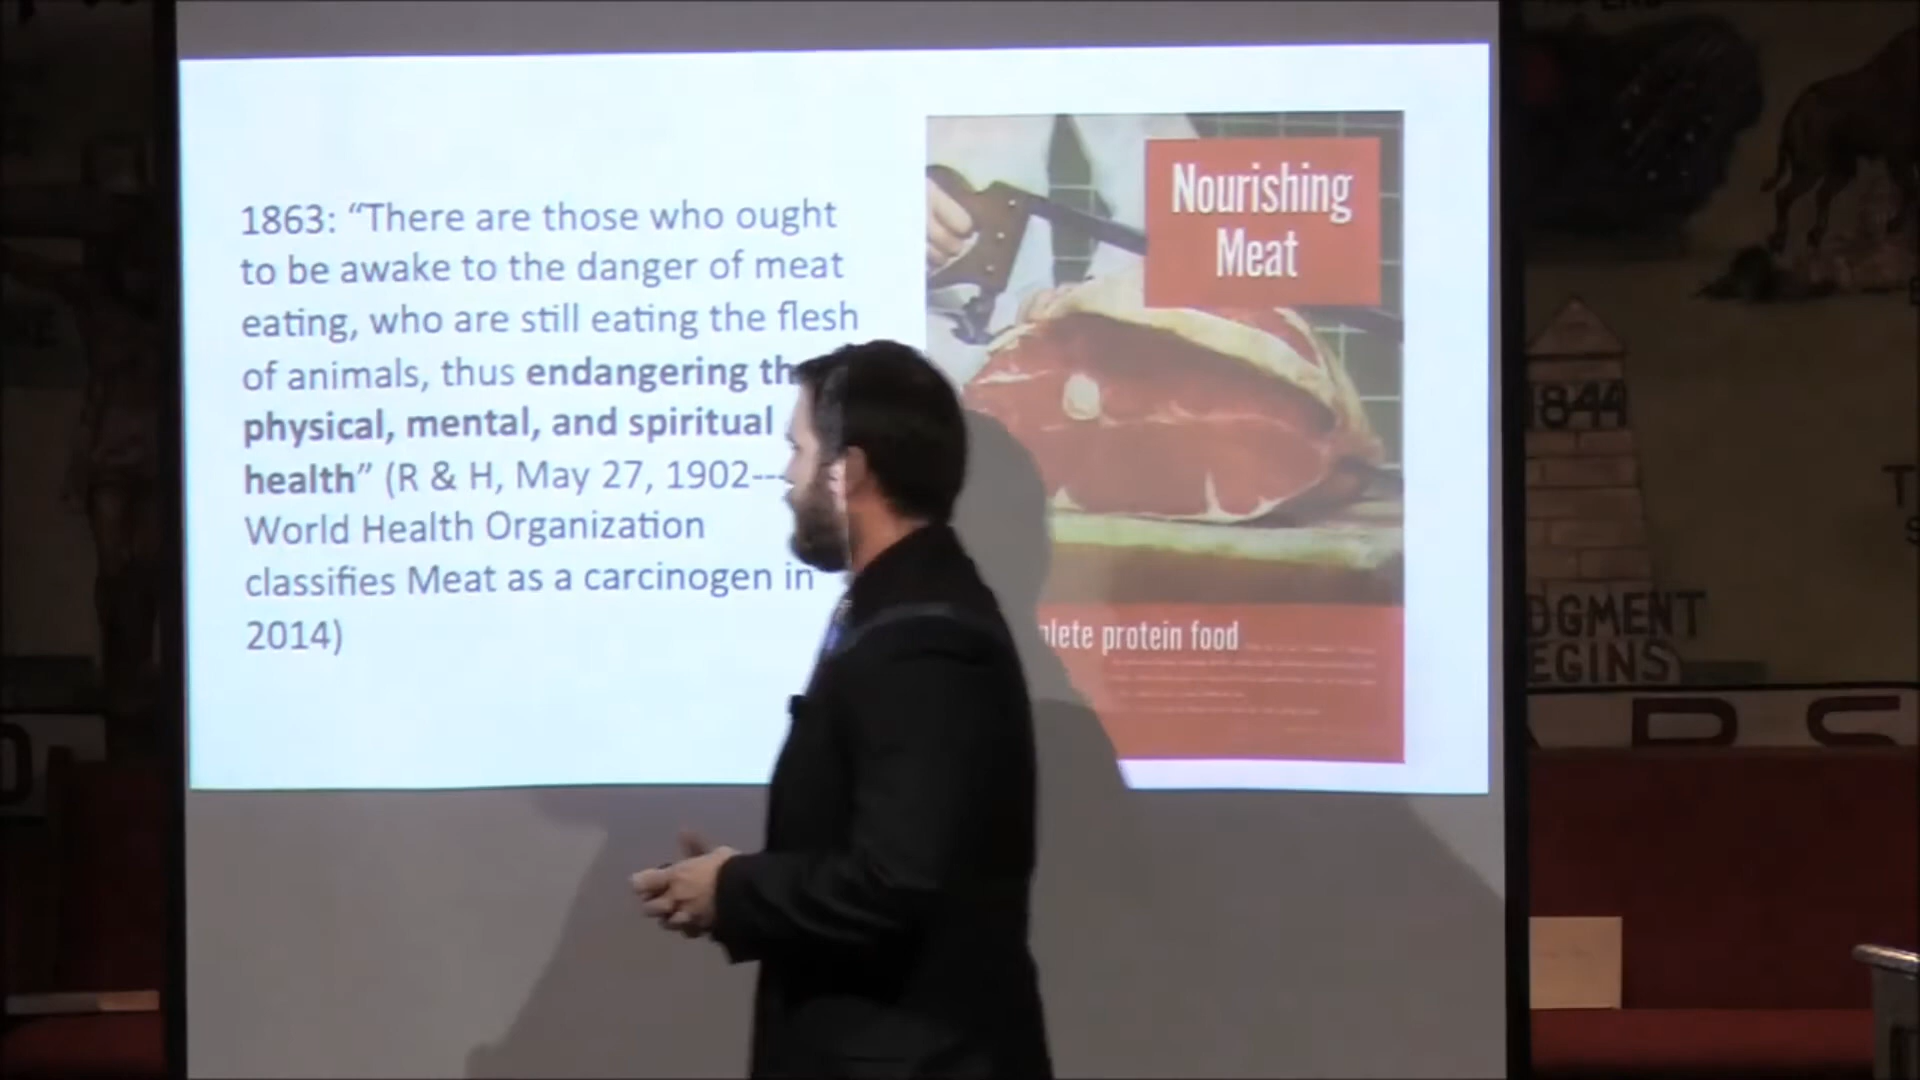 1863: “There are those who ought
to be awake to the danger of meat
eating, who are still eating the flesh
of animals, thus endangering th
physical, mental, and spiritual
health” (R & H, May 27, 1902---
World Health Organization
classifies Meat as a carcinogen in
2014)
Nourishing
Meat
lete protein food
1844
DGMENT
EGINS